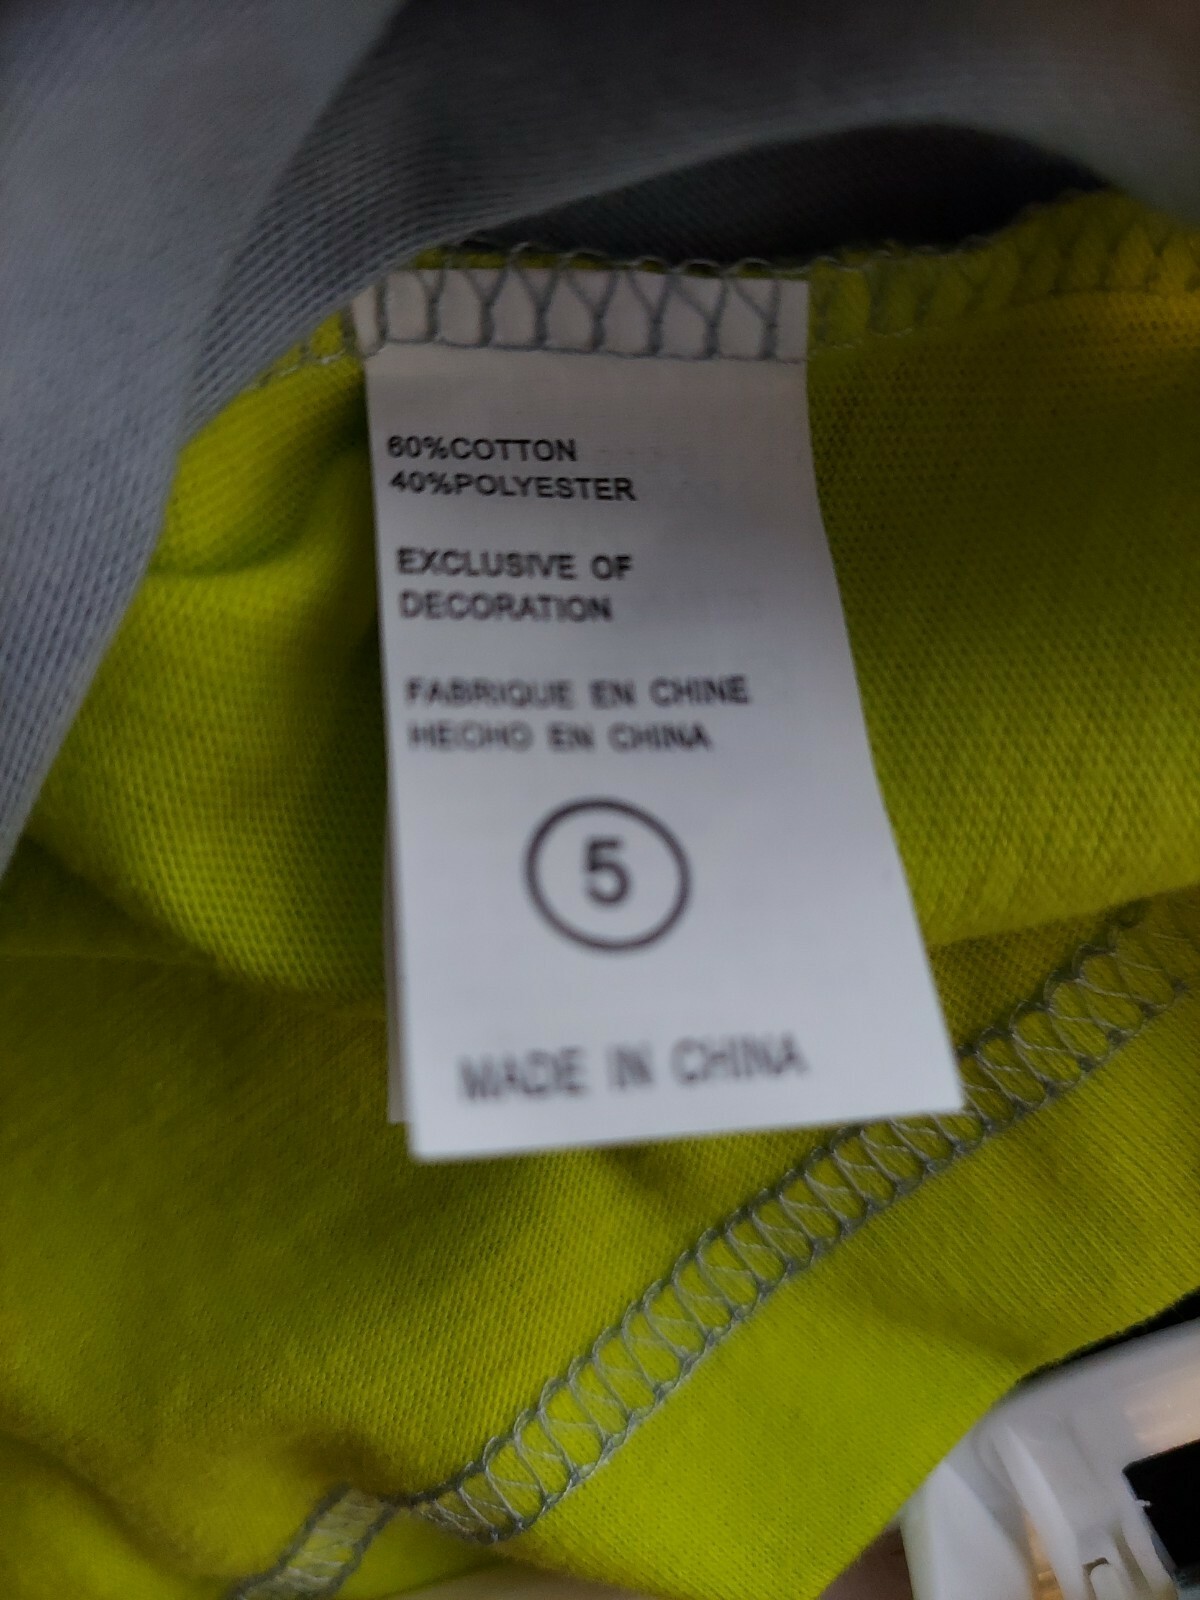 60%COTTON
40%POLYESTER
EXCLUSIVE OF
DECORATION
FABRIQUE EN CHINE
HECHO EN CHINA
5
MADE IN CHINA